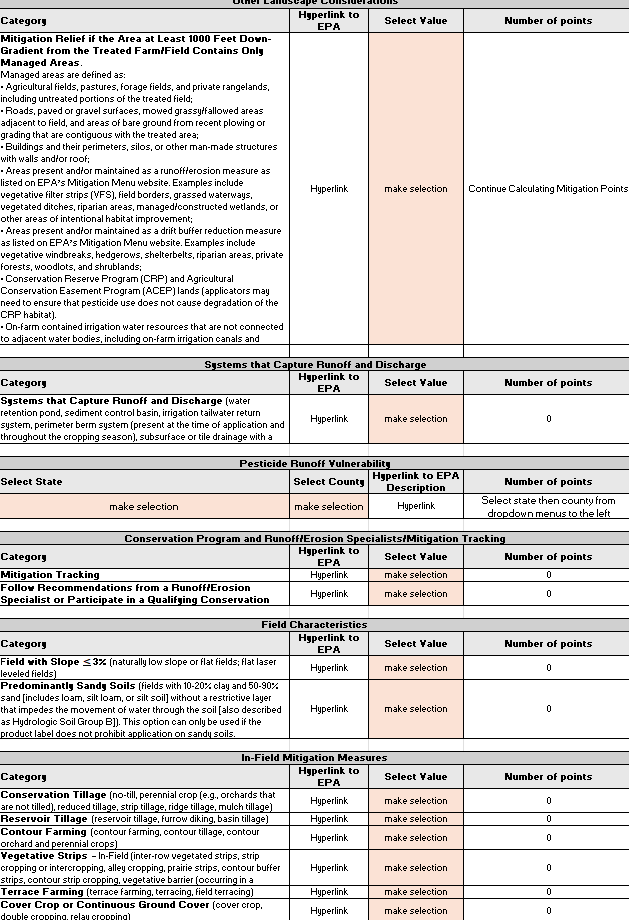 Other Landscape Considerations
Category
Hyperlink to EPA
Select Value
Number of points
Mitigation Relief if the Area at Least 1000 Feet Down-
Gradient from the Treated Farm/Field Contains Only
Managed Areas.
Managed areas are defined as:
• Agricultural fields, pastures, forage fields, and private rangelands,
including untreated portions of the treated field;
• Roads, paved or gravel surfaces, mowed grassy/fallowed areas
adjacent to field, and areas of bare ground from recent plowing or
grading that are contiguous with the treated area;
• Buildings and their perimeters, silos, or other man-made structures
with walls and/or roof;
• Areas present and/or maintained as a runoff/erosion measure as
listed on EPA's Mitigation Menu website. Examples include
vegetative filter strips (VFS), field borders, grassed waterways,
vegetated ditches, riparian areas, managed/constructed wetlands, or
other areas of intentional habitat improvement;
• Areas present and/or maintained as a drift buffer reduction measure
as listed on EPA's Mitigation Menu website. Examples include
vegetative windbreaks, hedgerows, shelterbelts, riparian areas, private
forests, woodlots, and shrublands;
• Conservation Reserve Program (CRP) and Agricultural
Conservation Easement Program (ACEP) lands (applicators may
need to ensure that pesticide use does not cause degradation of the
CRP habitat).
• On-farm contained irrigation water resources that are not connected
to adjacent water bodies, including on-farm irrigation canals and
Hyperlink
make selection
Continue Calculating Mitigation Points
Systems that Capture Runoff and Discharge
Category
Hyperlink to EPA
Select Value
Number of points
Systems that Capture Runoff and Discharge (water
retention pond, sediment control basin, irrigation tailwater return
system, perimeter berm system (present at the time of application and
throughout the cropping season), subsurface or tile drainage with a
Hyperlink
make selection
0
Pesticide Runoff Vulnerability
Select State
Select County
Hyperlink to EPA Description
Number of points
make selection
make selection
Hyperlink
Select state then county from
dropdown menus to the left
Conservation Program and Runoff/Erosion Specialists/Mitigation Tracking
Category
Hyperlink to EPA
Select Value
Number of points
Mitigation Tracking
Hyperlink
make selection
0
Follow Recommendations from a Runoff/Erosion
Specialist or Participate in a Qualifying Conservation
Hyperlink
make selection
0
Field Characteristics
Category
Hyperlink to EPA
Select Value
Number of points
Field with Slope ≤ 3% (naturally low slope or flat fields; flat laser
leveled fields)
Hyperlink
make selection
0
Predominantly Sandy Soils (fields with 10-20% clay and 50-90%
sand [includes loam, silt loam, or silt soil] without a restrictive layer
that impedes the movement of water through the soil [also described
as Hydrologic Soil Group B]). This option can only be used if the
product label does not prohibit application on sandy soils.
Hyperlink
make selection
0
In-Field Mitigation Measures
Category
Hyperlink to EPA
Select Value
Number of points
Conservation Tillage (no-till, perennial crop (e.g., orchards that
are not tilled), reduced tillage, strip tillage, ridge tillage, mulch tillage)
Hyperlink
make selection
0
Reservoir Tillage (reservoir tillage, furrow diking, basin tillage)
Hyperlink
make selection
0
Contour Farming (contour farming, contour tillage, contour
orchard and perennial crops)
Hyperlink
make selection
0
Vegetative Strips – In-Field (inter-row vegetated strips, strip
cropping or intercropping, alley cropping, prairie strips, contour buffer
strips, contour strip cropping, vegetative barrier (occurring in a
Hyperlink
make selection
0
Terrace Farming (terrace farming, terracing, field terracing)
Hyperlink
make selection
0
Cover Crop or Continuous Ground Cover (cover crop,
double cropping, relay cropping)
Hyperlink
make selection
0